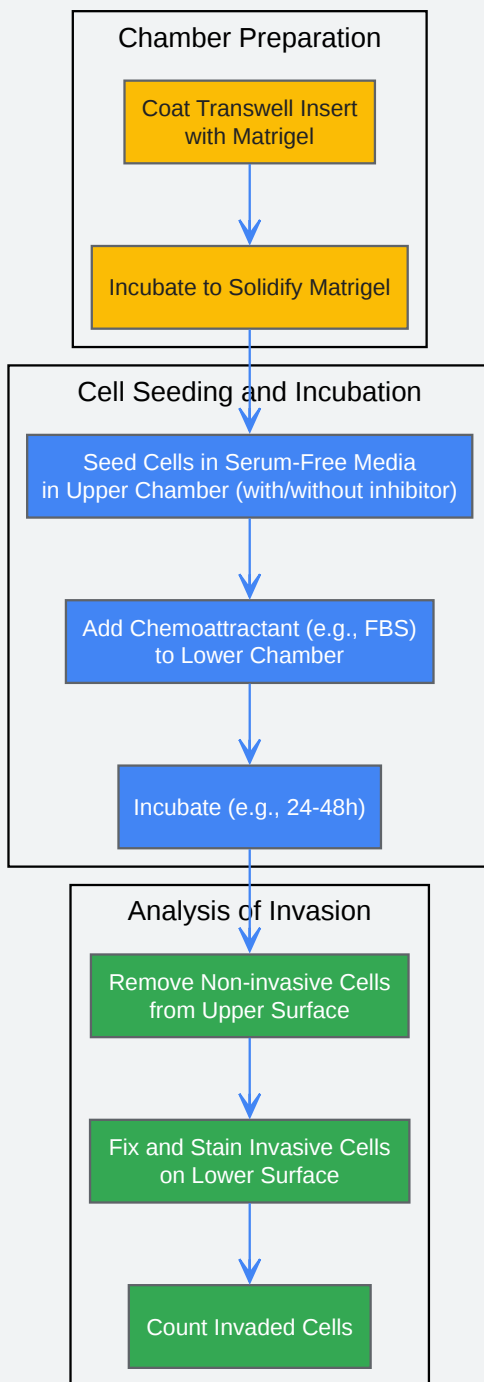 Chamber Preparation
Coat Transwell Insert
with Matrigel
Incubate to Solidify Matrigel
Cell Seeding and Incubation
Seed Cells in Serum-Free Media
in Upper Chamber (with/without inhibitor)
Add Chemoattractant (e.g., FBS)
to Lower Chamber
Incubate (e.g., 24-48h)
Analysis of Invasion
Remove Non-invasive Cells
from Upper Surface
Fix and Stain Invasive Cells
on Lower Surface
Count Invaded Cells